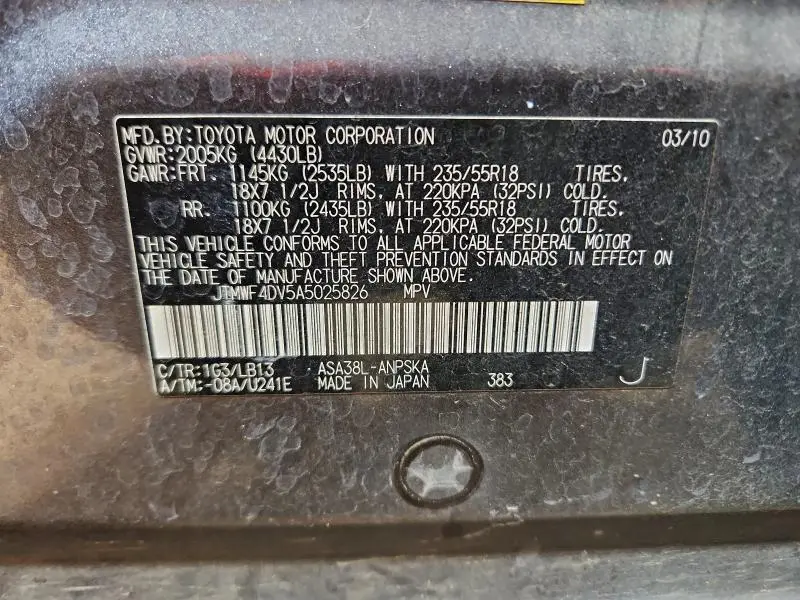 MFD.BY:TOYOTA MOTOR CORPORATION 03/10
GVWR:2005KG (4430LB)
GAWR:FRT. 1145KG (2535LB) WITH 235/55R18 TIRES,
18X7 1/2J RIMS, AT 220KPA (32PSI) COLD.
RR. 1100KG (2435LB) WITH 235/55R18 TIRES,
18X7 1/2J RIMS, AT 220KPA (32PSI) COLD.
THIS VEHICLE CONFORMS TO ALL APPLICABLE FEDERAL MOTOR
VEHICLE SAFETY AND THEFT PREVENTION STANDARDS IN EFFECT ON
THE DATE OF MANUFACTURE SHOWN ABOVE.
JTMWF4DV5A5025826 MPV
C/TR:1G3/LB13 ASA38L-ANPSKA
A/TM:-08A/U241E MADE IN JAPAN 383 J